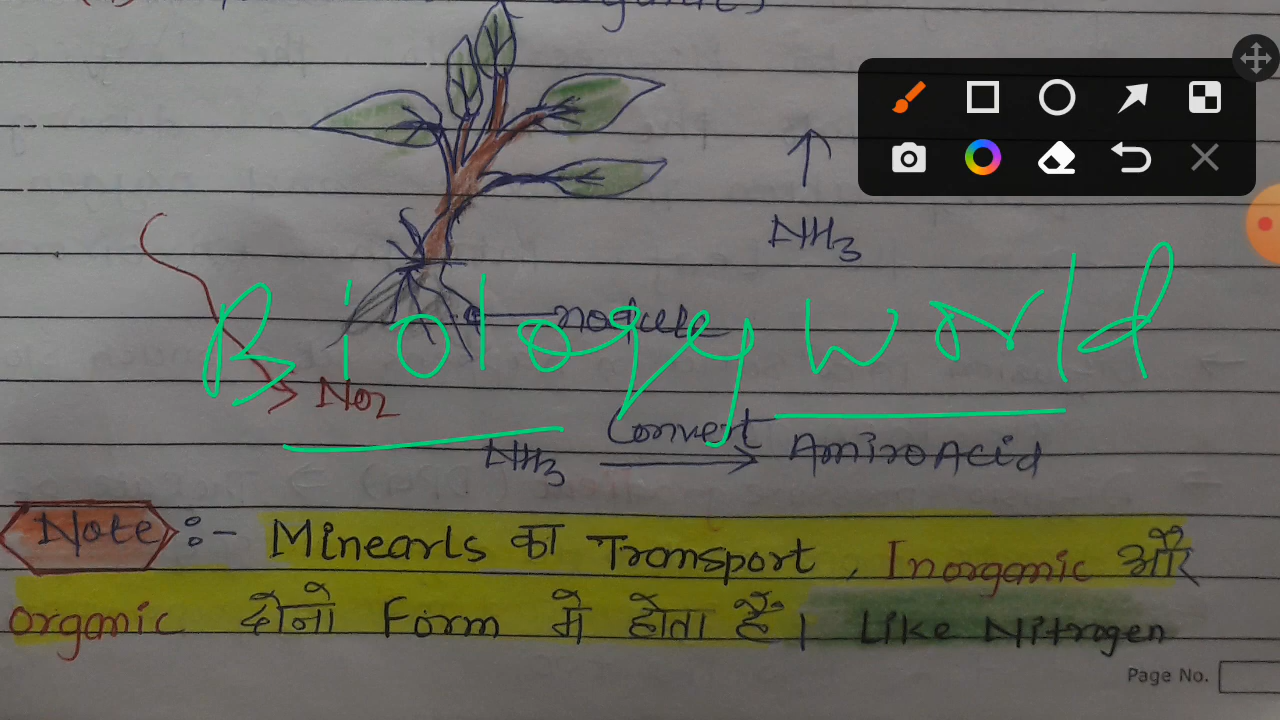 NH3
nodule
Biology world
NO2
Convert
NH3 Amino Acid
Note :- Minearls का Transport, Inorganic और
organic दोनो Form मे होता हैं। Like Nitrogen
Page No.